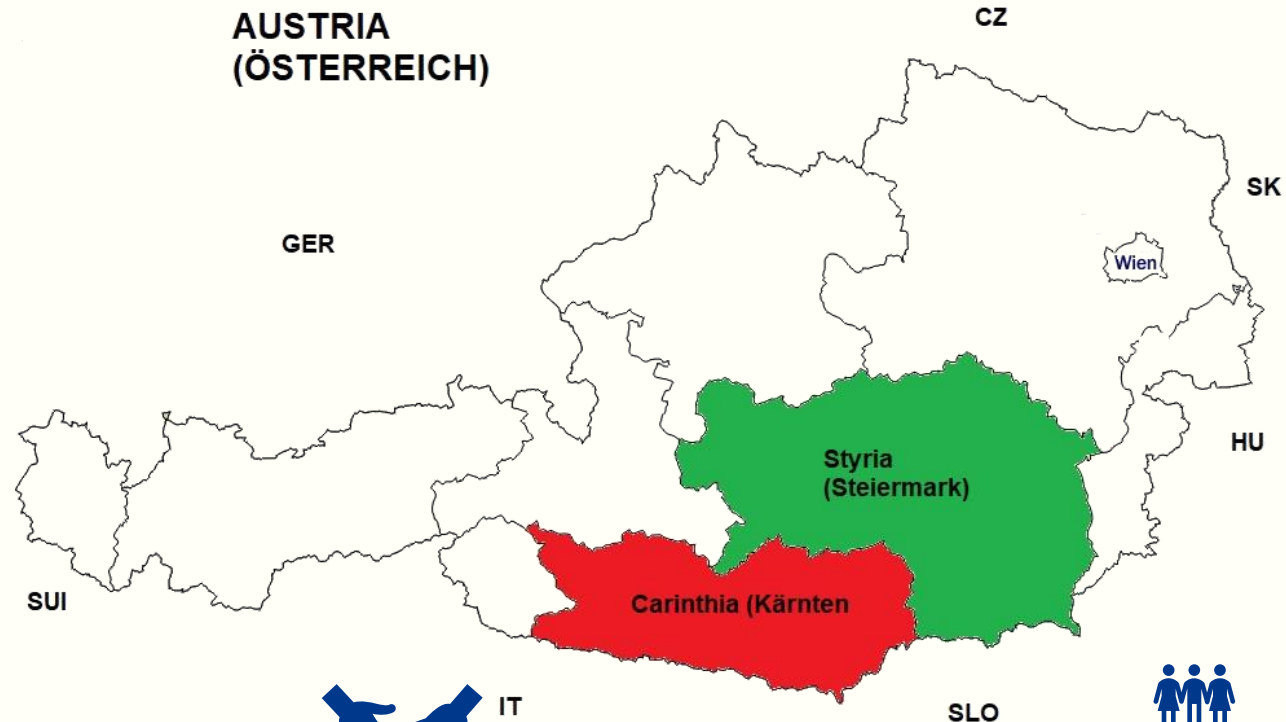 AUSTRIA
(ÖSTERREICH)
CZ
SK
GER
Wien
HU
Styria
(Steiermark)
SUI
Carinthia (Kärnten
IT
SLO